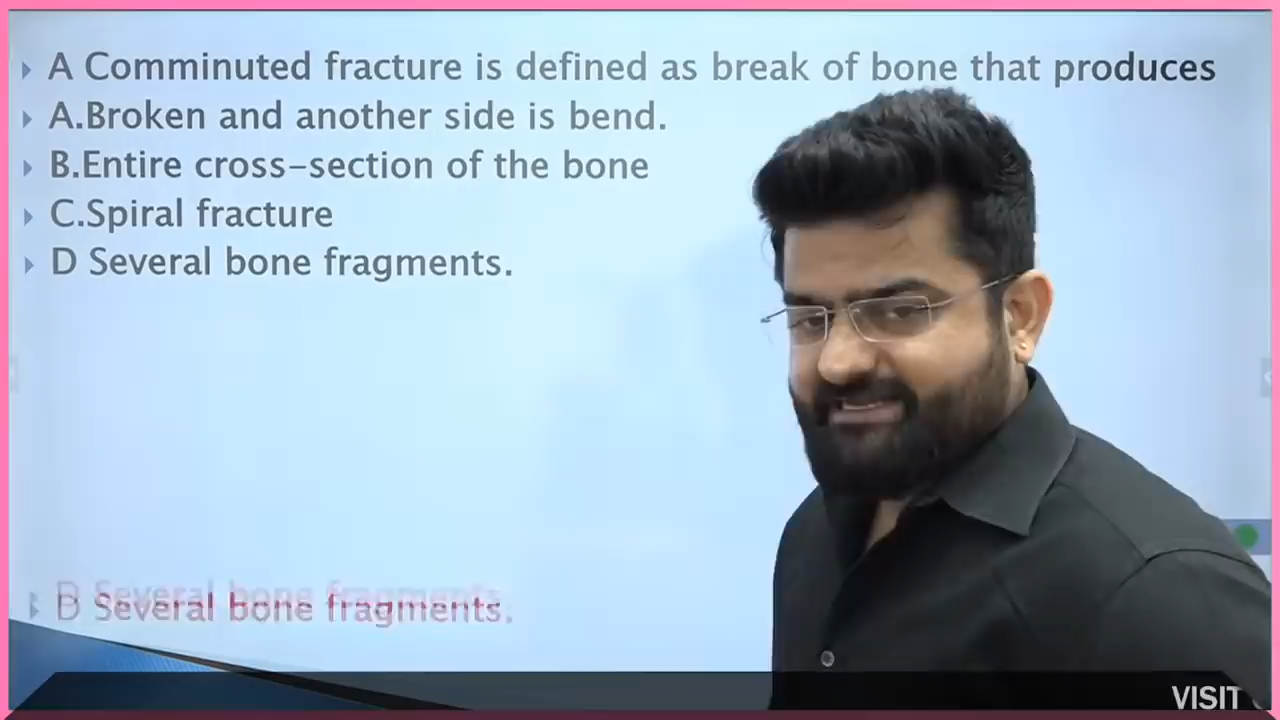 A Comminuted fracture is defined as break of bone that produces
A.Broken and another side is bend.
B.Entire cross-section of the bone
C.Spiral fracture
D Several bone fragments.
D Several bone fragments.
VISIT